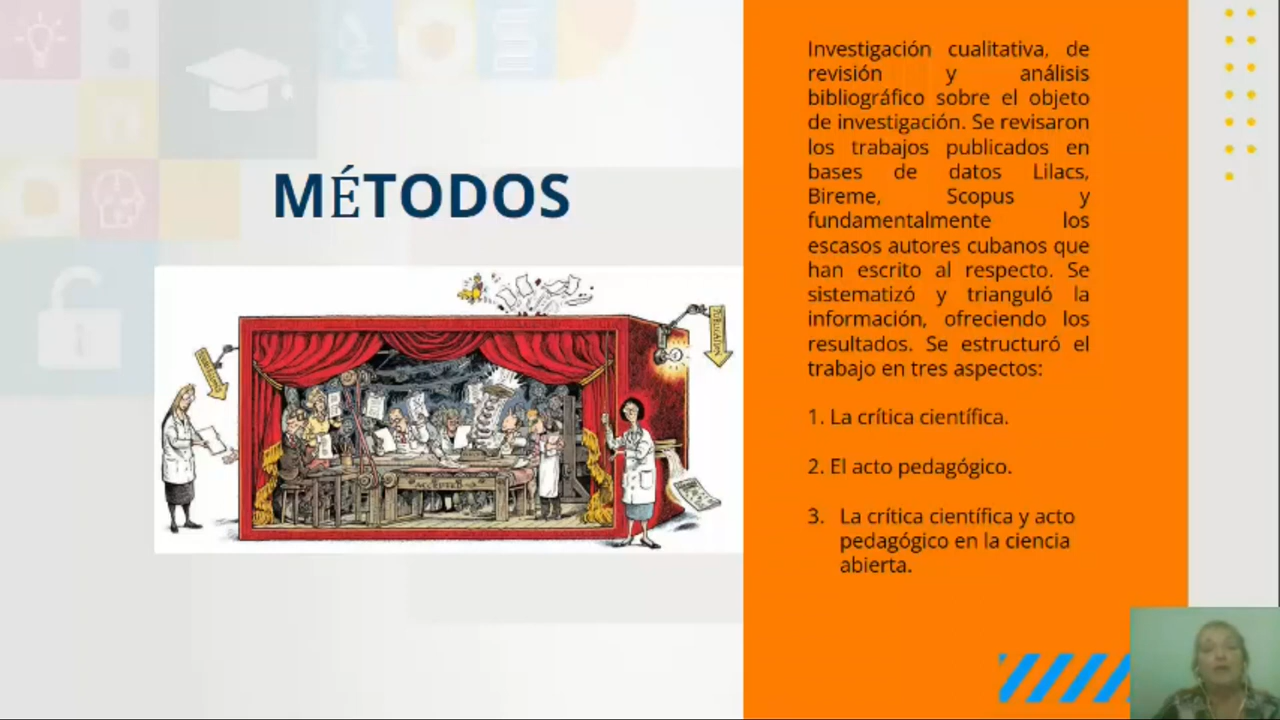 MÉTODOS
Investigación cualitativa, de
revisión y análisis
bibliográfico sobre el objeto
de investigación. Se revisaron
los trabajos publicados en
bases de datos Lilacs,
Bireme, Scopus y
fundamentalmente los
escasos autores cubanos que
han escrito al respecto. Se
sistematizó y trianguló la
información, ofreciendo los
resultados. Se estructuró el
trabajo en tres aspectos:
1. La crítica científica.
2. El acto pedagógico.
3. La crítica científica y acto
pedagógico en la ciencia
abierta.